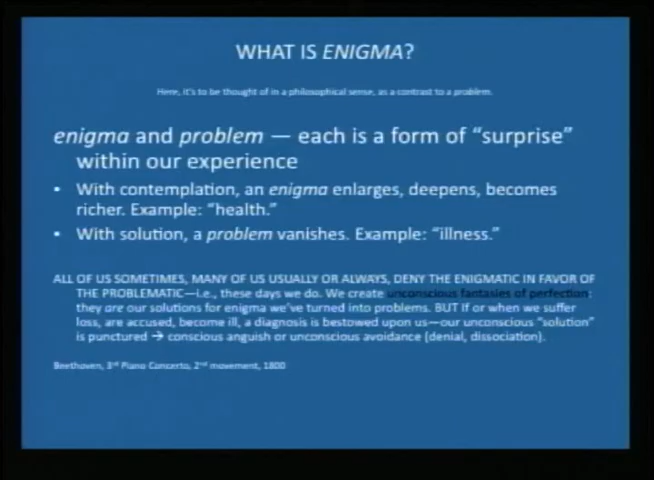 WHAT IS ENIGMA?
Here, it's to be thought of in a philosophical sense, as a contrast to a problem.
enigma and problem — each is a form of “surprise”
within our experience
• With contemplation, an enigma enlarges, deepens, becomes
richer. Example: “health.”
• With solution, a problem vanishes. Example: “illness.”
ALL OF US SOMETIMES, MANY OF US USUALLY OR ALWAYS, DENY THE ENIGMATIC IN FAVOR OF
THE PROBLEMATIC—i.e., these days we do. We create unconscious fantasies of perfection:
they are our solutions for enigma we've turned into problems. BUT if or when we suffer
loss, are accused, become ill, a diagnosis is bestowed upon us—our unconscious “solution”
is punctured → conscious anguish or unconscious avoidance (denial, dissociation).
Beethoven, 3rd Piano Concerto, 2nd movement, 1800